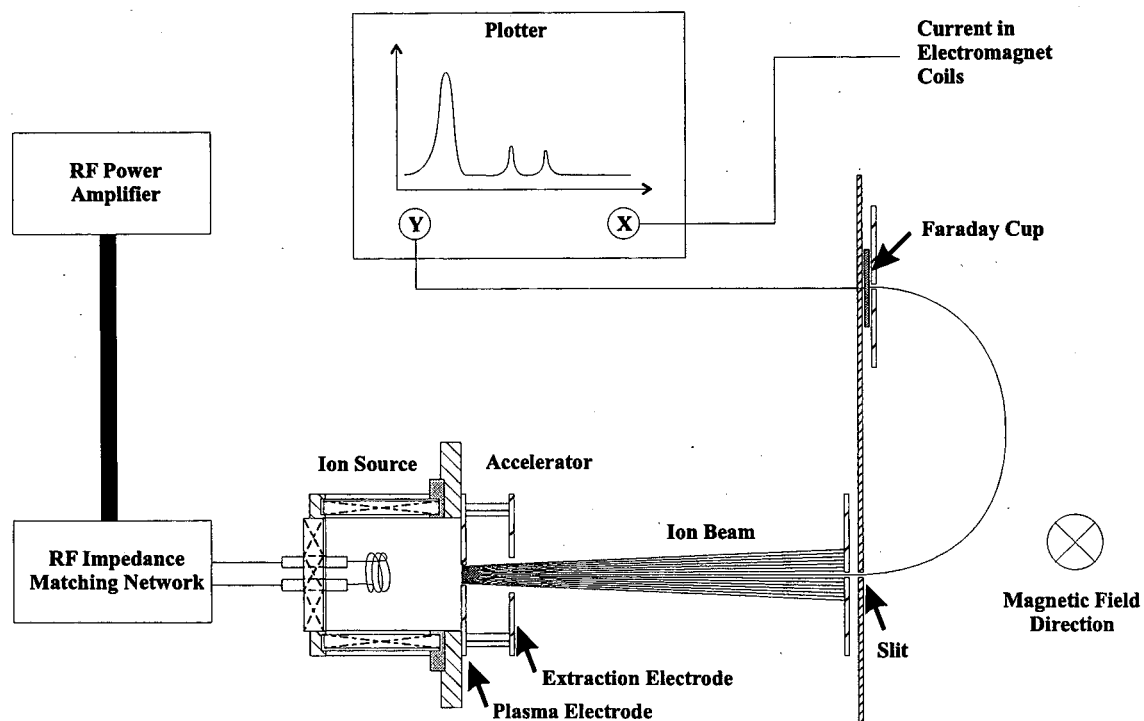 Plotter
Current in
Electromagnet
Coils
RF Power
Amplifier
Y
X
Faraday Cup
Ion Source
Accelerator
RF Impedance
Matching Network
Ion Beam
Magnetic Field
Direction
Slit
Extraction Electrode
Plasma Electrode